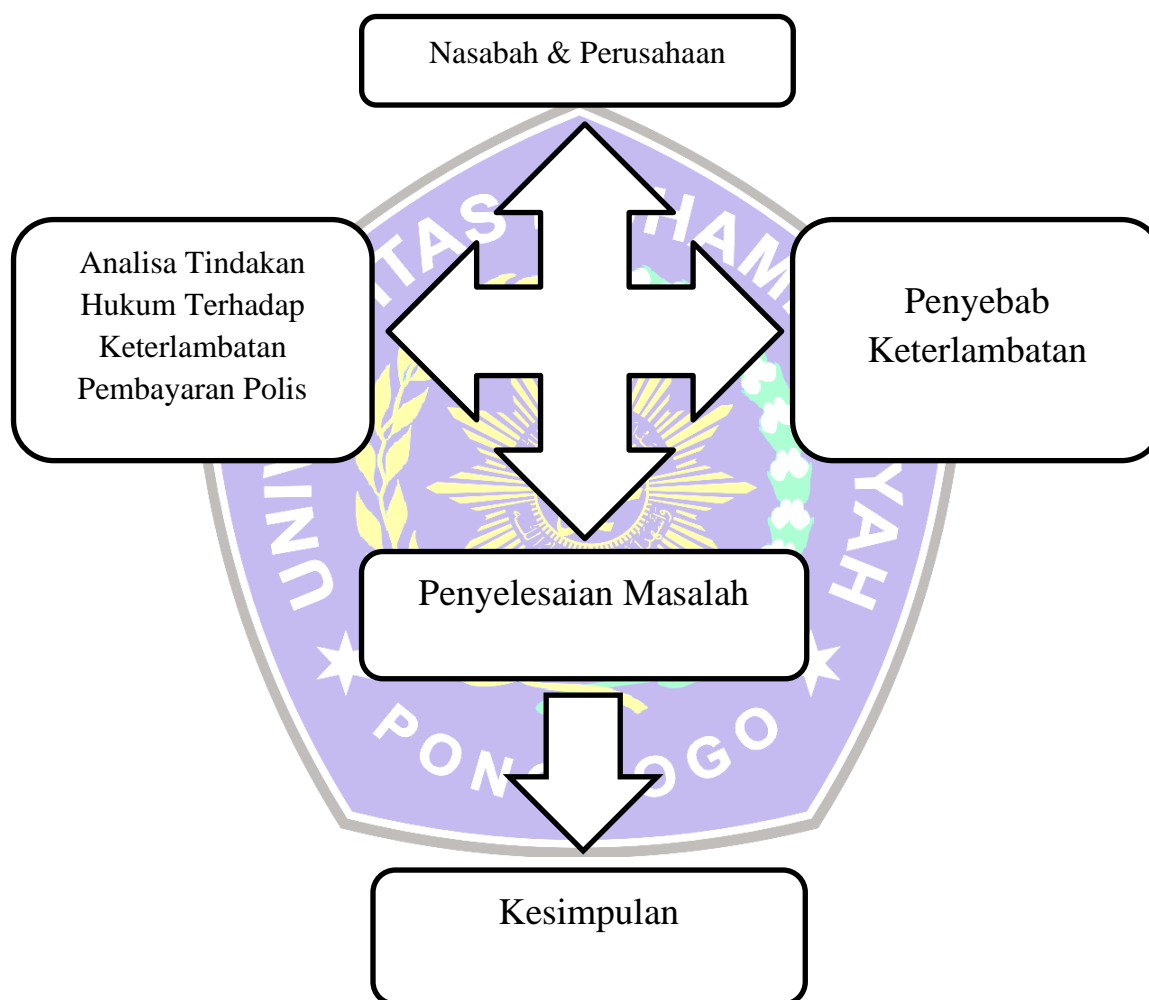 Nasabah & Perusahaan
Analisa Tindakan
Hukum Terhadap
Keterlambatan
Pembayaran Polis
Penyebab
Keterlambatan
Penyelesaian Masalah
Kesimpulan